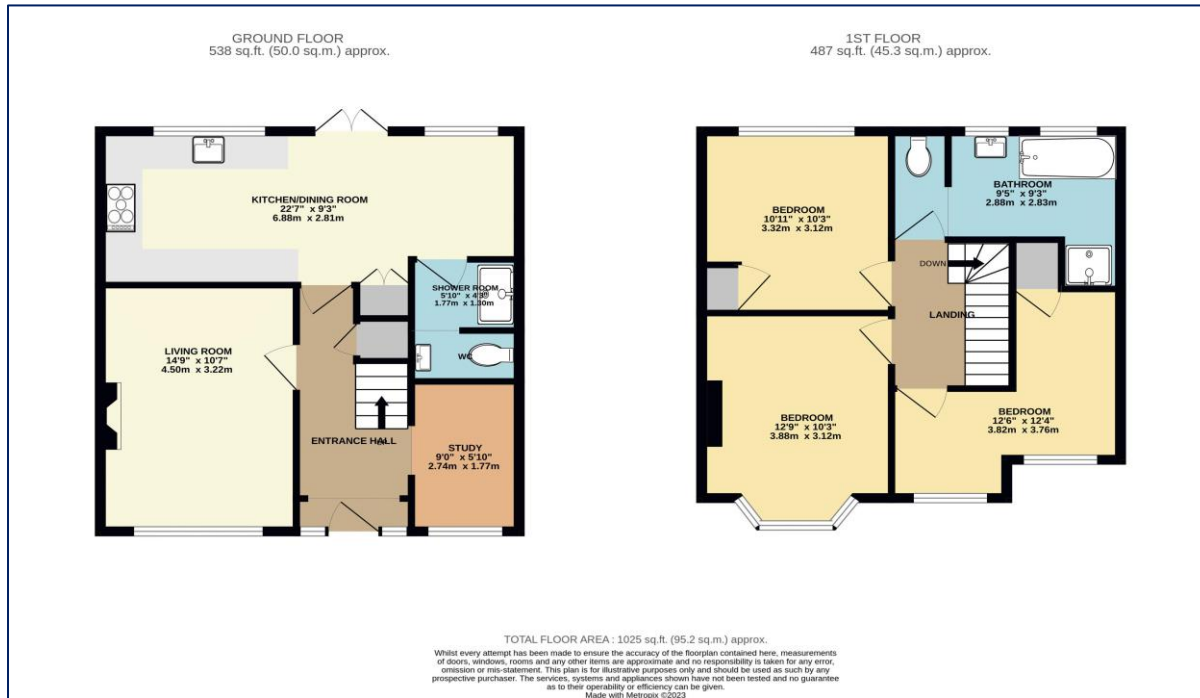 GROUND FLOOR
538 sq.ft. (50.0 sq.m.) approx.
1ST FLOOR
487 sq.ft. (45.3 sq.m.) approx.
KITCHEN/DINING ROOM
22'7" x 9'3"
6.88m x 2.81m
SHOWER ROOM
5'10" x 4'3"
1.77m x 1.30m
WC
LIVING ROOM
14'9" x 10'7"
4.50m x 3.22m
ENTRANCE HALL
STUDY
9'0" x 5'10"
2.74m x 1.77m
BEDROOM
10'11" x 10'3"
3.32m x 3.12m
BATHROOM
9'5" x 9'3"
2.88m x 2.83m
DOWN
LANDING
BEDROOM
12'9" x 10'3"
3.88m x 3.12m
BEDROOM
12'6" x 12'4"
3.82m x 3.76m
TOTAL FLOOR AREA : 1025 sq.ft. (95.2 sq.m.) approx.
Whilst every attempt has been made to ensure the accuracy of the floorplan contained here, measurements
of doors, windows, rooms and any other items are approximate and no responsibility is taken for any error,
omission or mis-statement. This plan is for illustrative purposes only and should be used as such by any
prospective purchaser. The services, systems and appliances shown have not been tested and no guarantee
as to their operability or efficiency can be given.
Made with Metropix ©2023